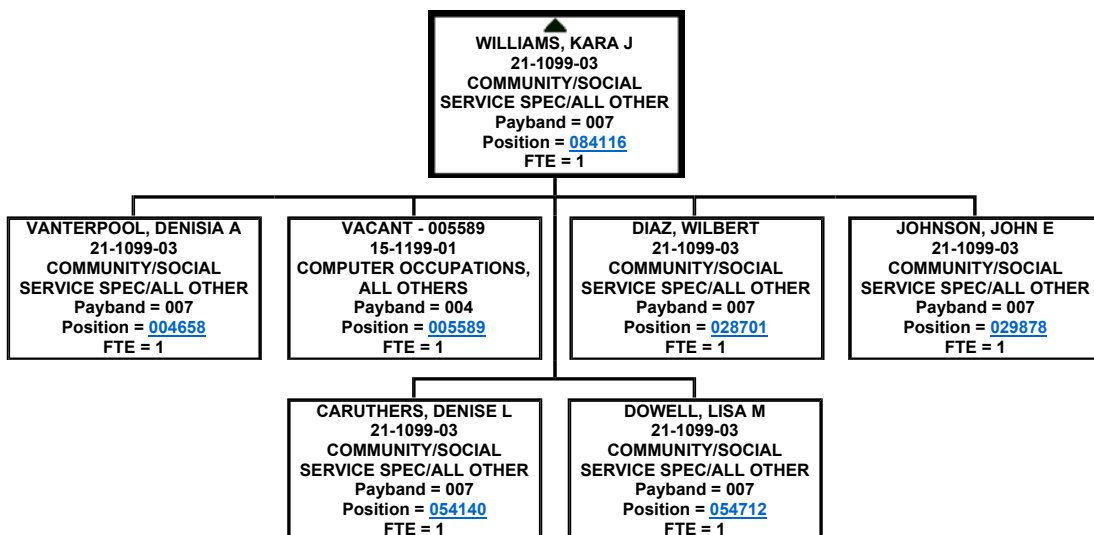 WILLIAMS, KARA J
21-1099-03
COMMUNITY/SOCIAL
SERVICE SPEC/ALL OTHER
Payband = 007
Position = 084116
FTE = 1
VANTERPOOL, DENISIA A
21-1099-03
COMMUNITY/SOCIAL
SERVICE SPEC/ALL OTHER
Payband = 007
Position = 004658
FTE = 1
VACANT - 005589
15-1199-01
COMPUTER OCCUPATIONS,
ALL OTHERS
Payband = 004
Position = 005589
FTE = 1
DIAZ, WILBERT
21-1099-03
COMMUNITY/SOCIAL
SERVICE SPEC/ALL OTHER
Payband = 007
Position = 028701
FTE = 1
JOHNSON, JOHN E
21-1099-03
COMMUNITY/SOCIAL
SERVICE SPEC/ALL OTHER
Payband = 007
Position = 029878
FTE = 1
CARUTHERS, DENISE L
21-1099-03
COMMUNITY/SOCIAL
SERVICE SPEC/ALL OTHER
Payband = 007
Position = 054140
FTE = 1
DOWELL, LISA M
21-1099-03
COMMUNITY/SOCIAL
SERVICE SPEC/ALL OTHER
Payband = 007
Position = 054712
FTE = 1